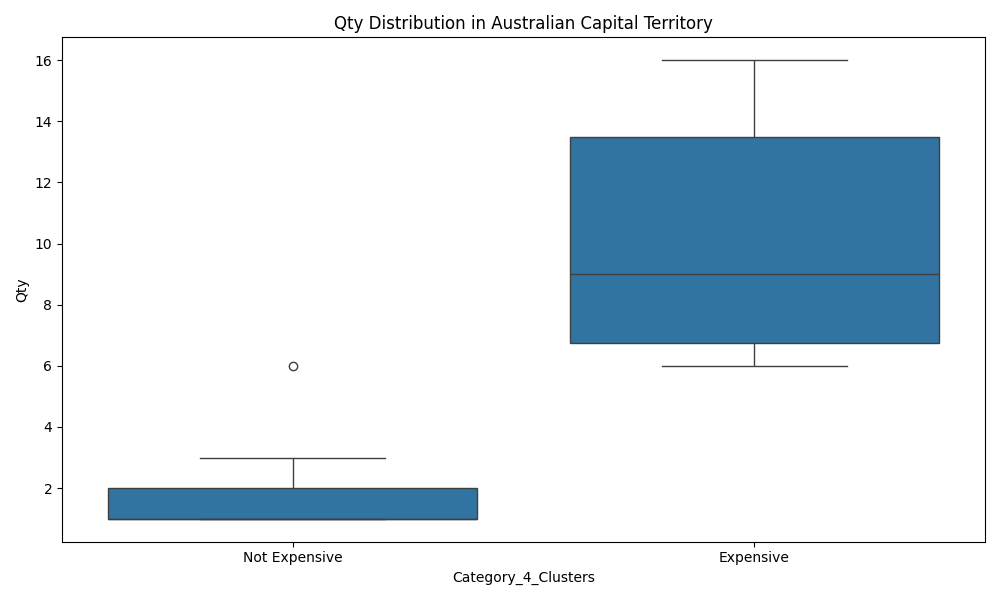 Qty Distribution in Australian Capital Territory
16
14
12
10
8
6
4
2
Qty
Not Expensive
Expensive
Category_4_Clusters